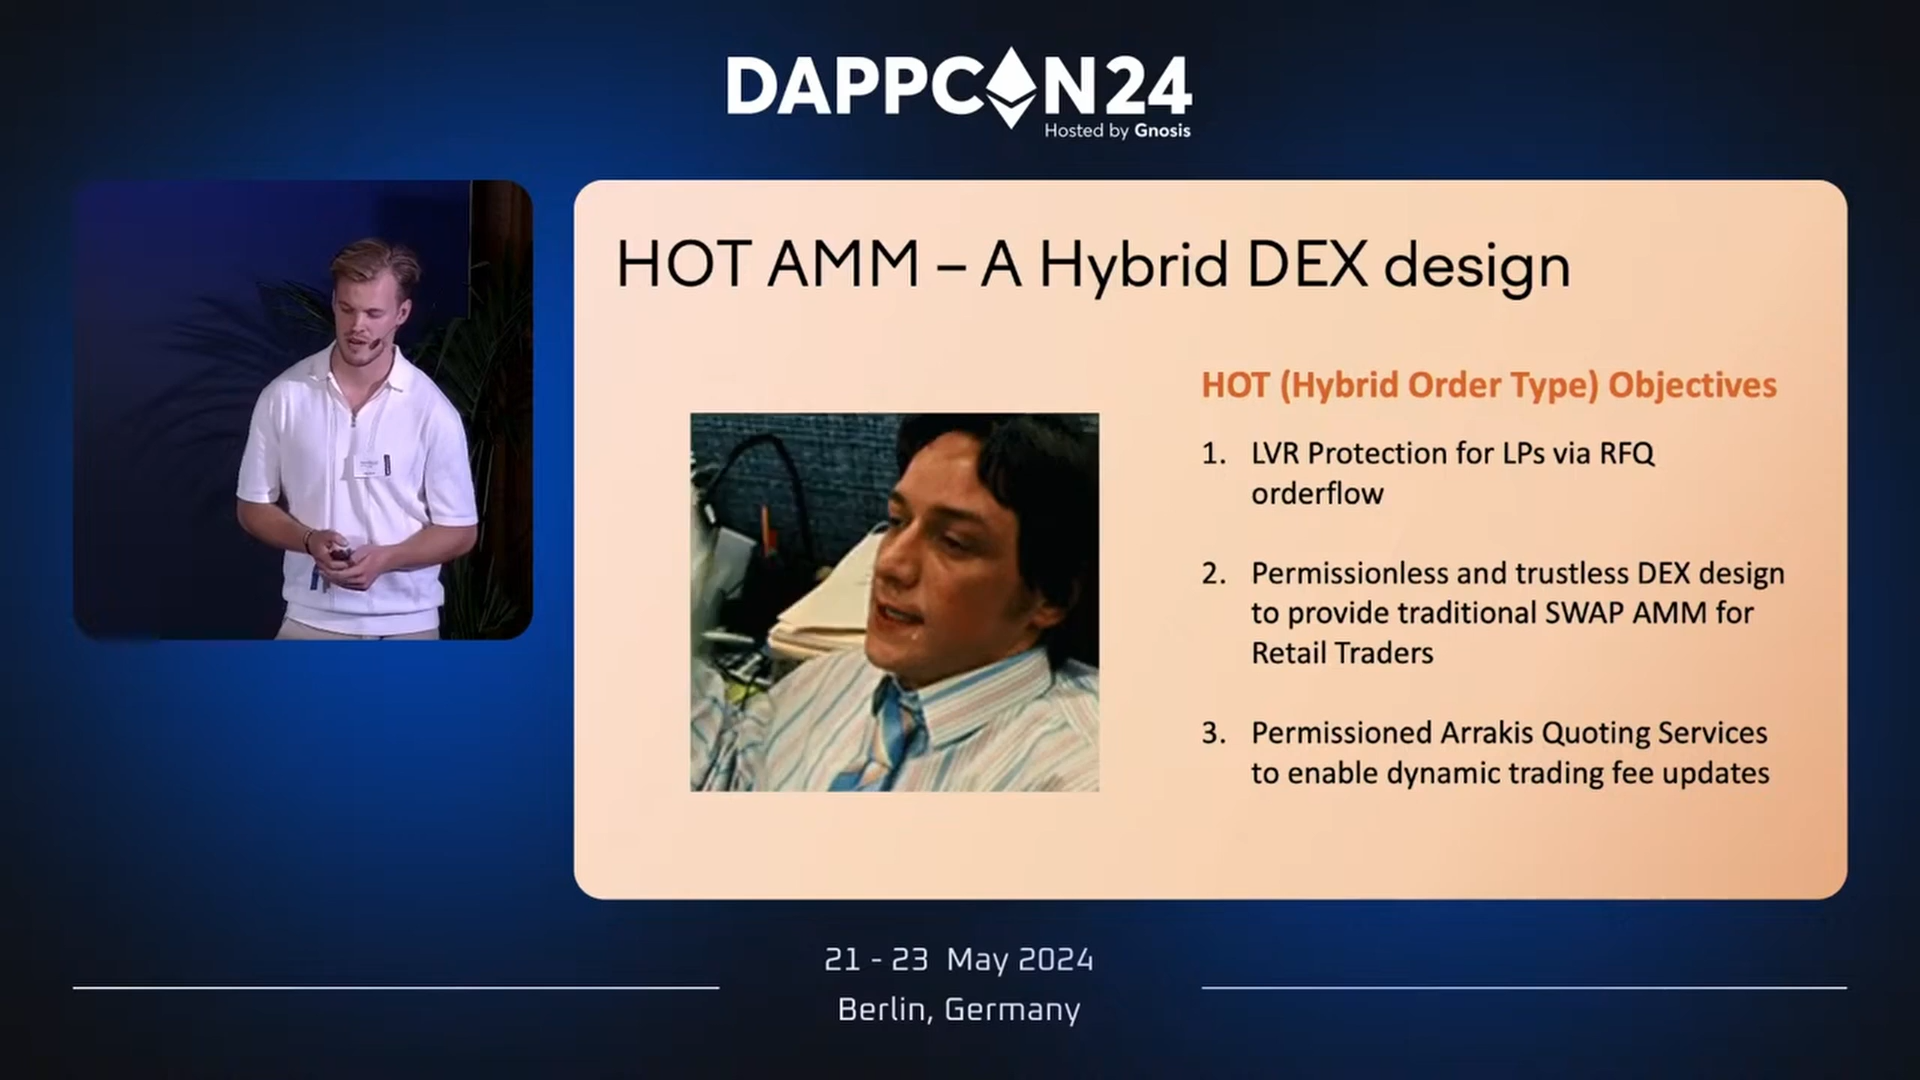 DAPPCON24
Hosted by Gnosis
HOT AMM – A Hybrid DEX design
HOT (Hybrid Order Type) Objectives
1. LVR Protection for LPs via RFQ
orderflow
2. Permissionless and trustless DEX design
to provide traditional SWAP AMM for
Retail Traders
3. Permissioned Arrakis Quoting Services
to enable dynamic trading fee updates
21 - 23 May 2024
Berlin, Germany